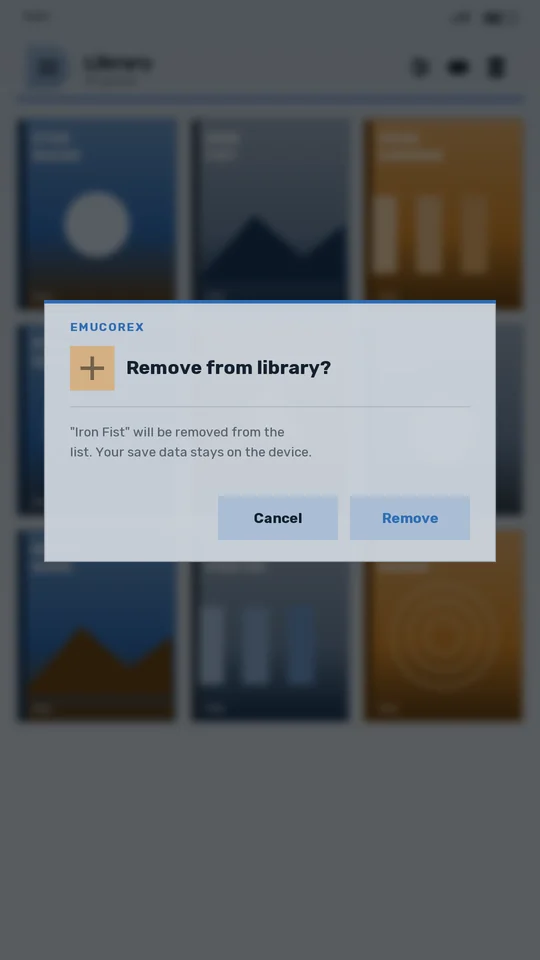 Library
EMUCOREX
Remove from library?
"Iron Fist" will be removed from the
list. Your save data stays on the device.
Cancel
Remove